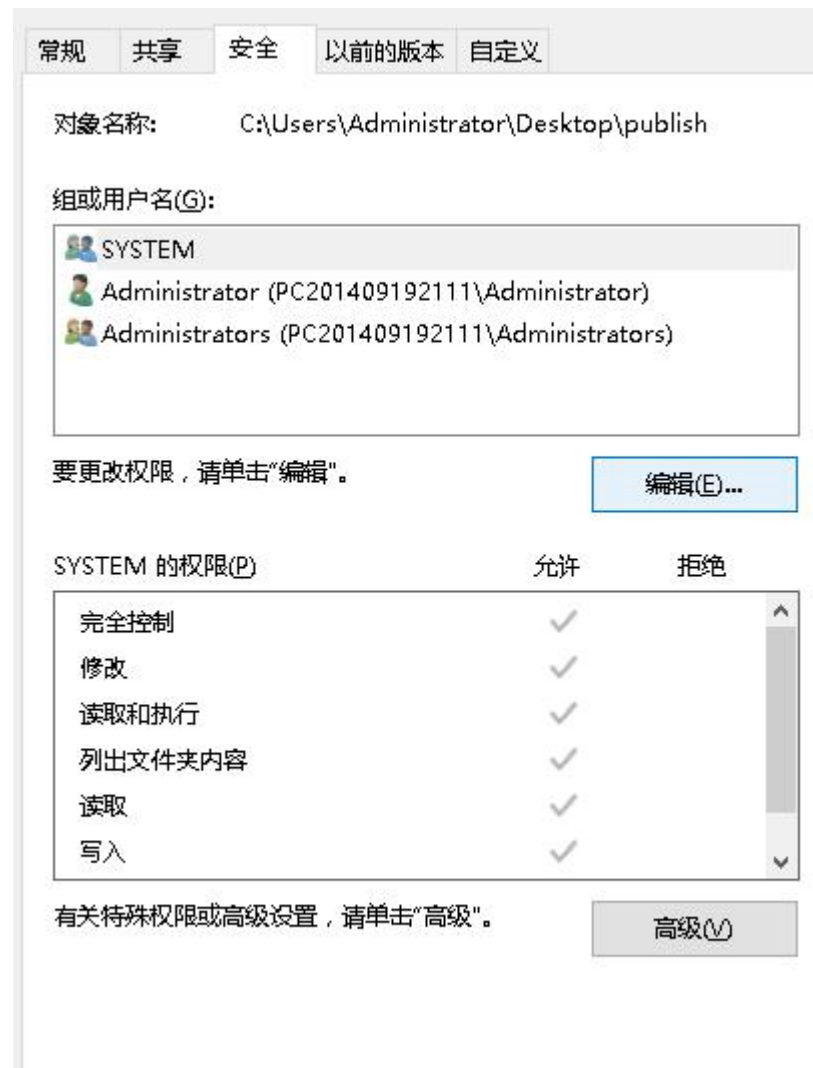 常规 共享 安全 以前的版本 自定义
对象名称: C:\Users\Administrator\Desktop\publish
组或用户名(G):
SYSTEM
Administrator (PC201409192111\Administrator)
Administrators (PC201409192111\Administrators)
要更改权限，请单击"编辑"。 编辑(E)...
SYSTEM 的权限(P) 允许 拒绝
完全控制
修改
读取和执行
列出文件夹内容
读取
写入
有关特殊权限或高级设置，请单击"高级"。 高级(V)